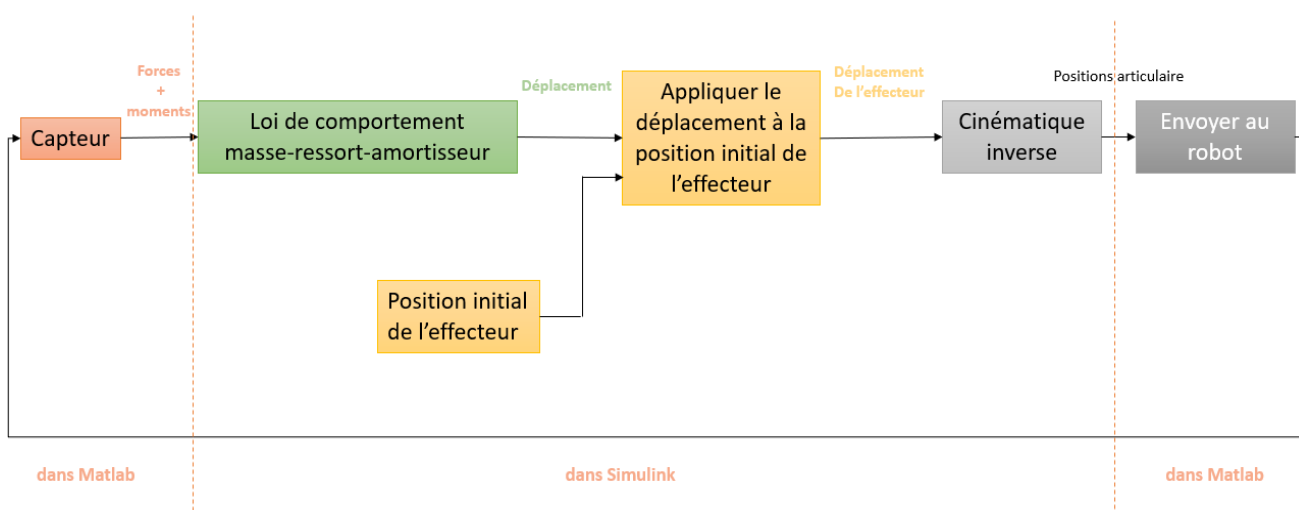 Forces
+
moments
Déplacement
Déplacement
De l'effecteur
Positions articulaire
Capteur
Loi de comportement
masse-ressort-amortisseur
Appliquer le
déplacement à la
position initial de
l'effecteur
Cinématique
inverse
Envoyer au
robot
Position initial
de l'effecteur
dans Matlab
dans Simulink
dans Matlab